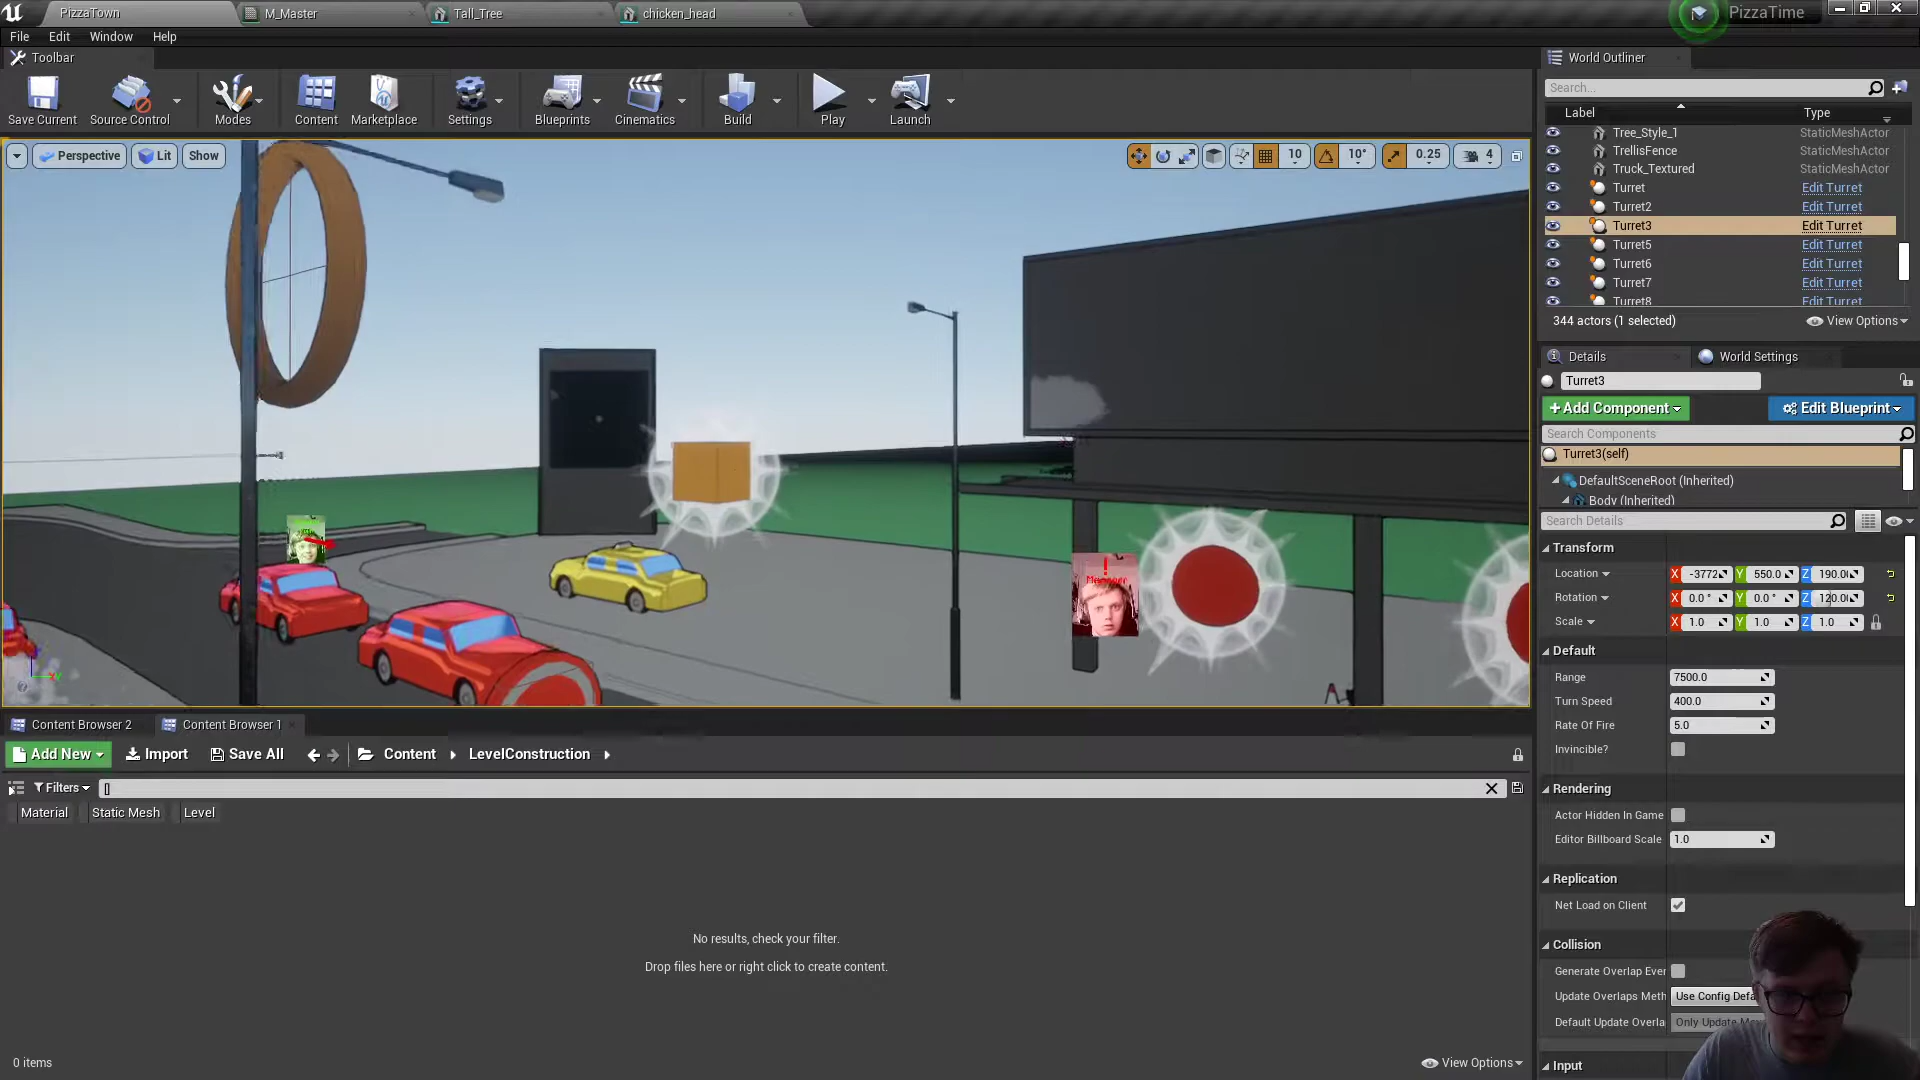 PizzaTown
M_Master
Tall_Tree
chicken_head
PizzaTime
File
Edit
Window
Help
Toolbar
Save Current
Source Control
Modes
Content
Marketplace
Settings
Blueprints
Cinematics
Build
Play
Launch
Perspective
Lit
Show
10
10°
0.25
4
World Outliner
Search...
Label
Type
Tree_Style_1 StaticMeshActor
TrellisFence StaticMeshActor
Truck_Textured StaticMeshActor
Turret Edit Turret
Turret2 Edit Turret
Turret3 Edit Turret
Turret5 Edit Turret
Turret6 Edit Turret
Turret7 Edit Turret
Turret8 Edit Turret
344 actors (1 selected)
View Options
Details
World Settings
Turret3
+Add Component
Edit Blueprint
Search Components
Turret3(self)
DefaultSceneRoot (Inherited)
Body (Inherited)
Search Details
Transform
Location X -3772 Y 550.0 Z 190.0
Rotation X 0.0 ° Y 0.0 ° Z 120.0
Scale X 1.0 Y 1.0 Z 1.0
Default
Range 7500.0
Turn Speed 400.0
Rate Of Fire 5.0
Invincible?
Rendering
Actor Hidden In Game
Editor Billboard Scale 1.0
Replication
Net Load on Client
Collision
Generate Overlap Ever
Update Overlaps Meth Use Config Defa
Default Update Overla Only Update Mo
Input
Content Browser 2
Content Browser 1
Add New
Import
Save All
Content
LevelConstruction
Filters
[]
Material
Static Mesh
Level
No results, check your filter.
Drop files here or right click to create content.
0 items
View Options